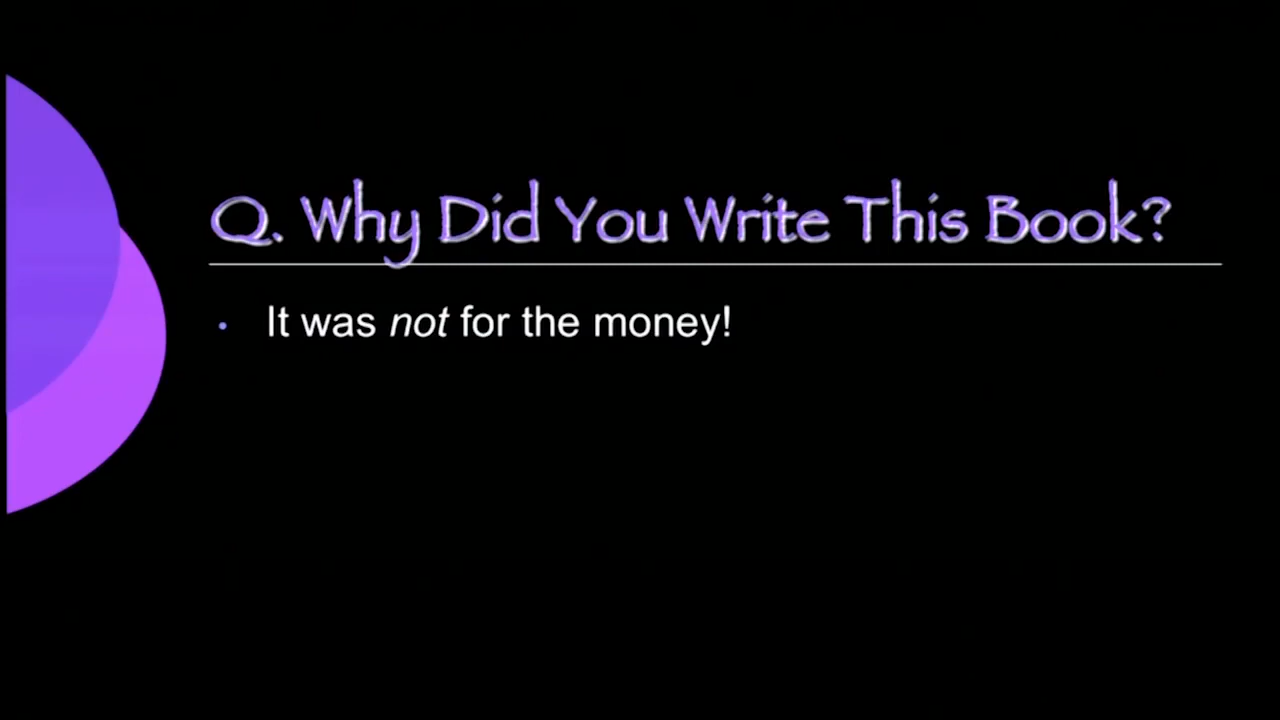 Q. Why Did You Write This Book?
• It was not for the money!